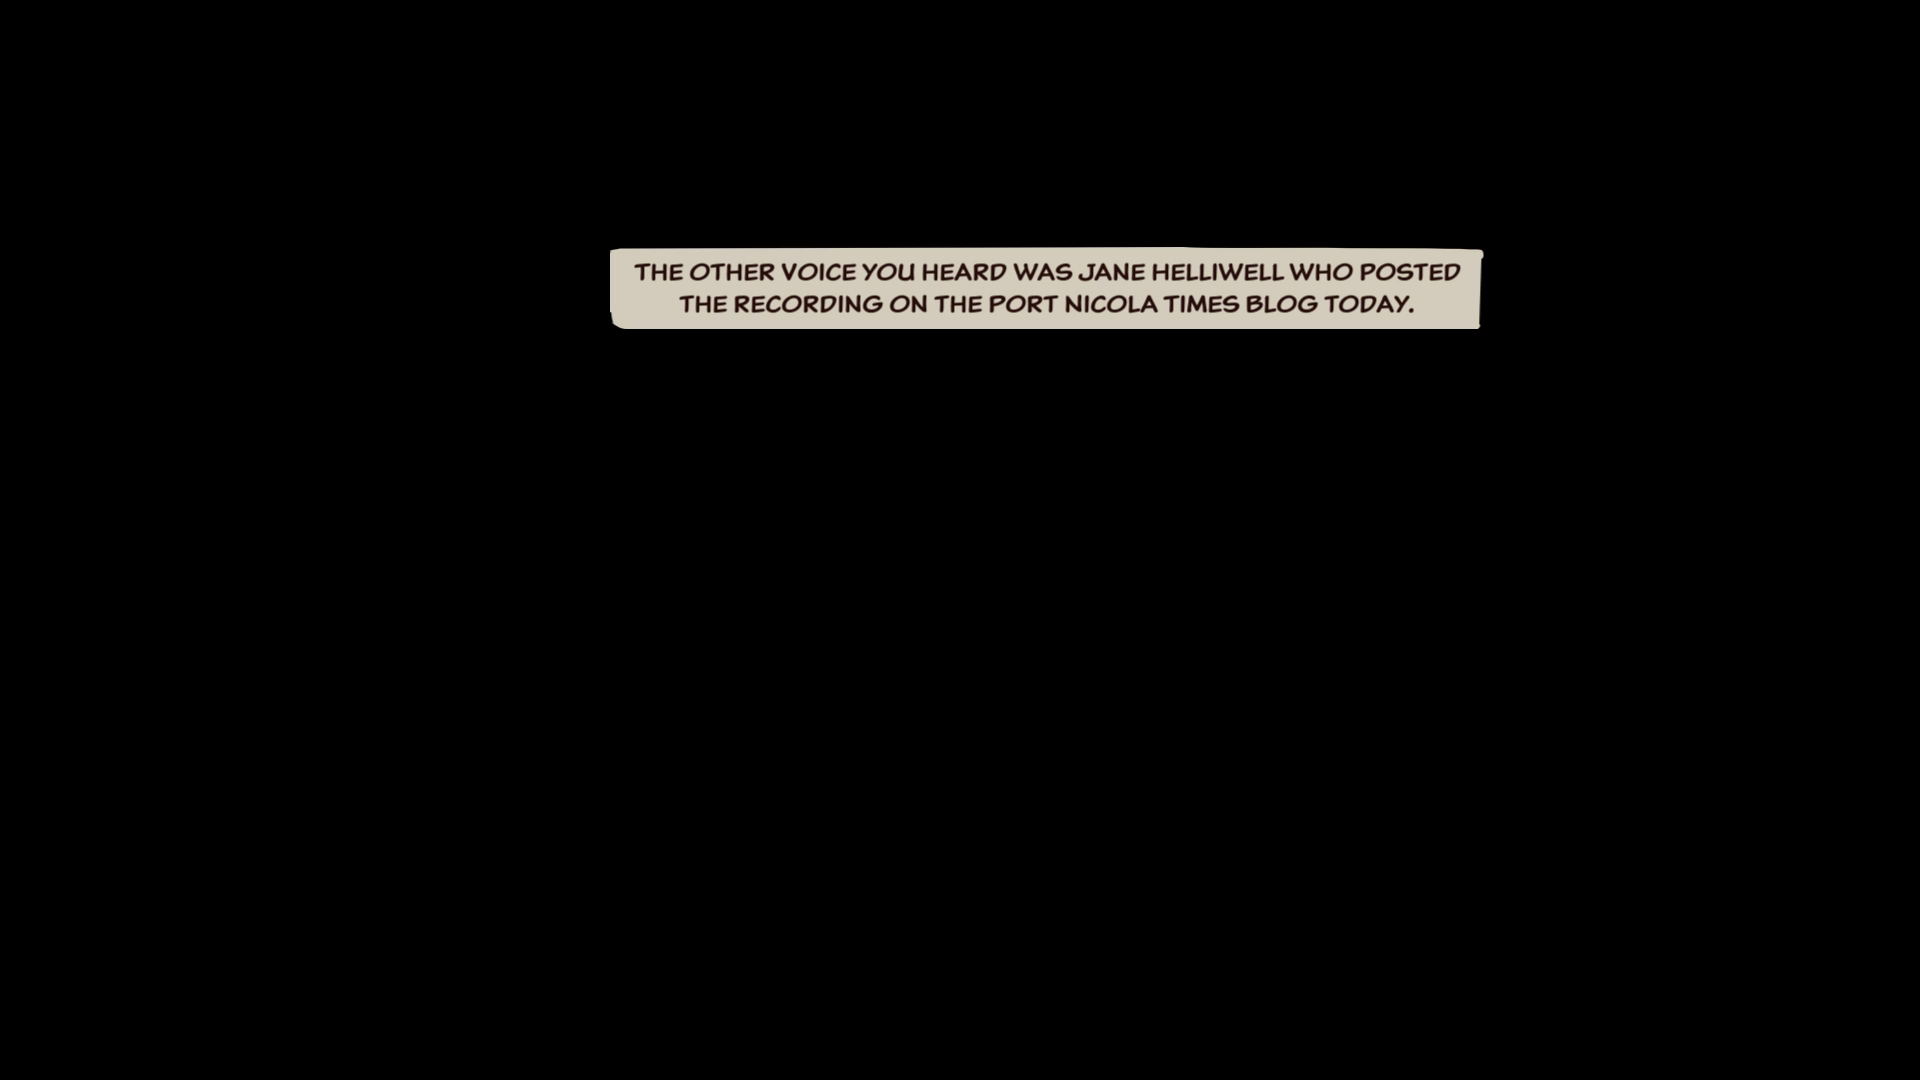 THE OTHER VOICE YOU HEARD WAS JANE HELLIWELL WHO POSTED
THE RECORDING ON THE PORT NICOLA TIMES BLOG TODAY.